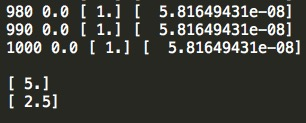 980 0.0 [ 1.] [  5.81649431e-08]
990 0.0 [ 1.] [  5.81649431e-08]
1000 0.0 [ 1.] [  5.81649431e-08]
[ 5.]
[ 2.5]